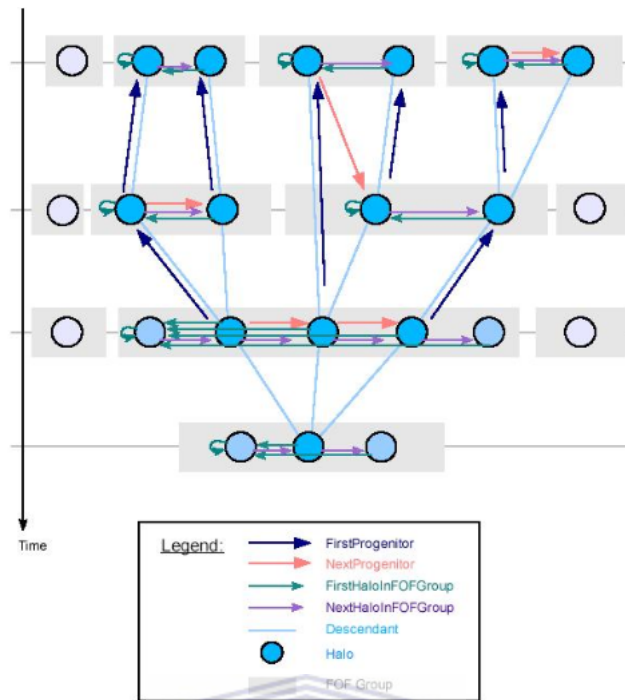 Time
Legend:
FirstProgenitor
NextProgenitor
FirstHaloInFOFGroup
NextHaloInFOFGroup
Descendant
Halo
FOF Group